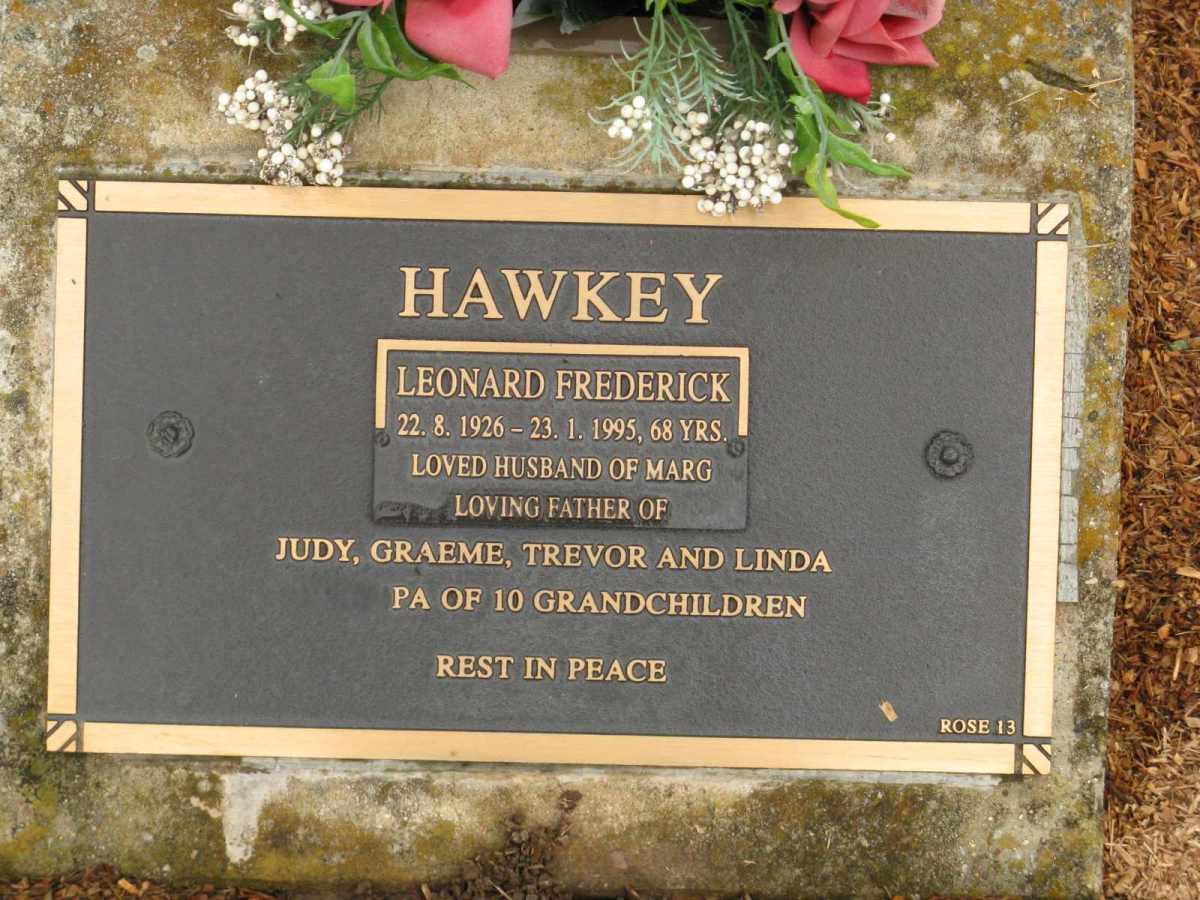 HAWKEY
LEONARD FREDERICK
22. 8. 1926 – 23. 1. 1995, 68 YRS.
LOVED HUSBAND OF MARG
LOVING FATHER OF
JUDY, GRAEME, TREVOR AND LINDA
PA OF 10 GRANDCHILDREN
REST IN PEACE
ROSE 13